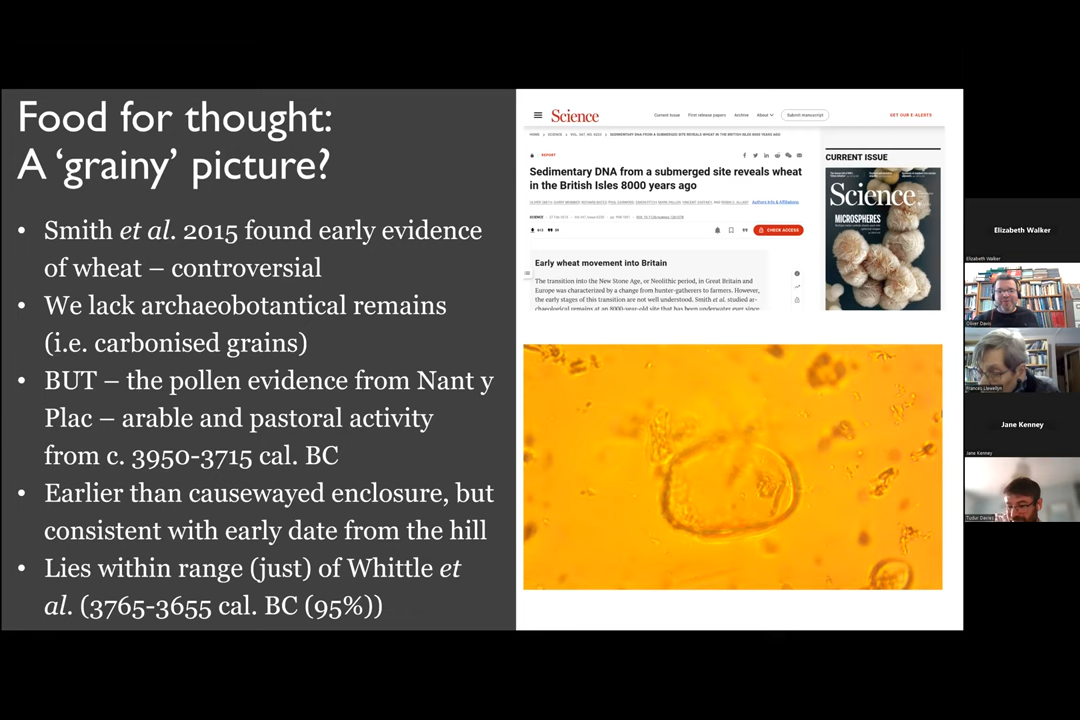 Food for thought:
A ‘grainy’ picture?
• Smith et al. 2015 found early evidence
of wheat – controversial
• We lack archaeobotantical remains
(i.e. carbonised grains)
• BUT – the pollen evidence from Nant y
Plac – arable and pastoral activity
from c. 3950-3715 cal. BC
• Earlier than causewayed enclosure, but
consistent with early date from the hill
• Lies within range (just) of Whittle et
al. (3765-3655 cal. BC (95%))
Science
Current Issue First release papers Archive About Submit manuscript
GET OUR E-ALERTS
HOME > SCIENCE > VOL. 347, NO. 6225 > SEDIMENTARY DNA FROM A SUBMERGED SITE REVEALS WHEAT IN THE BRITISH ISLES 8000 YEARS AGO
REPORT
Sedimentary DNA from a submerged site reveals wheat
in the British Isles 8000 years ago
Authors Info & Affiliations
SCIENCE
CHECK ACCESS
Early wheat movement into Britain
The transition into the New Stone Age, or Neolithic period, in Great Britain and
Europe was characterized by a change from hunter-gatherers to farmers. However,
the early stages of this transition are not well understood. Smith et al. studied ar-
chaeological remains at an 8000-year-old site that has been underwater ever since
CURRENT ISSUE
Science
MICROSPHERES
Elizabeth Walker
Elizabeth Walker
Oliver Davis
Frances Llewellyn
Jane Kenney
Jane Kenney
Tudur Davies